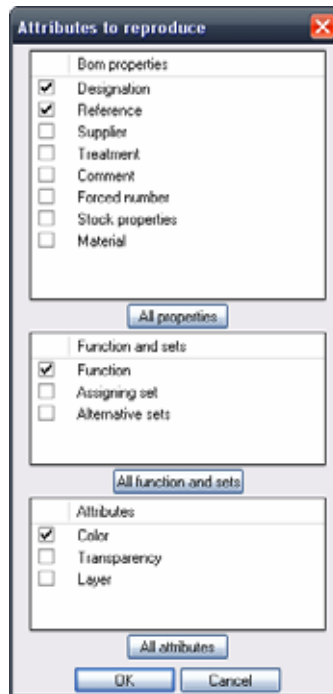 Attributes to reproduce
Bom properties
Designation
Reference
Supplier
Treatment
Comment
Forced number
Stock properties
Material
All properties
Function and sets
Function
Assigning set
Alternative sets
All function and sets
Attributes
Color
Transparency
Layer
All attributes
OK Cancel